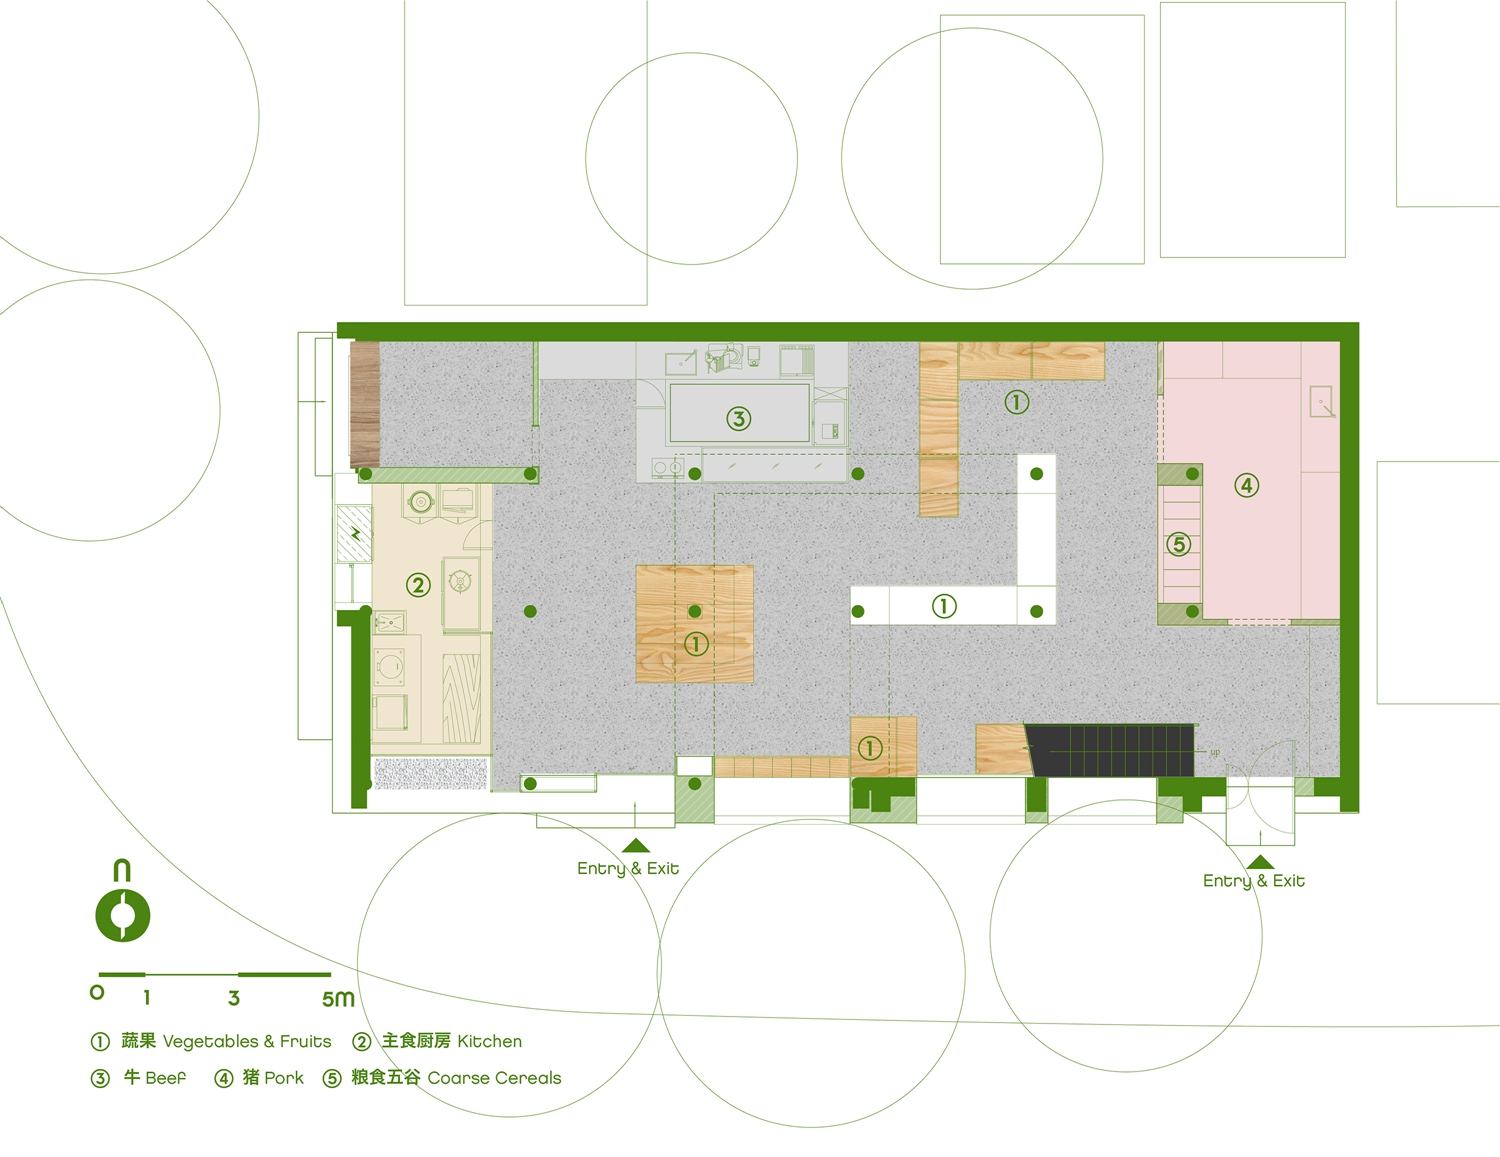 ③
①
④
⑤
②
①
①
①
up
Entry & Exit
Entry & Exit
n
0 1 3 5m
① 蔬果 Vegetables & Fruits ② 主食厨房 Kitchen
③ 牛 Beef ④ 猪 Pork ⑤ 粮食五谷 Coarse Cereals